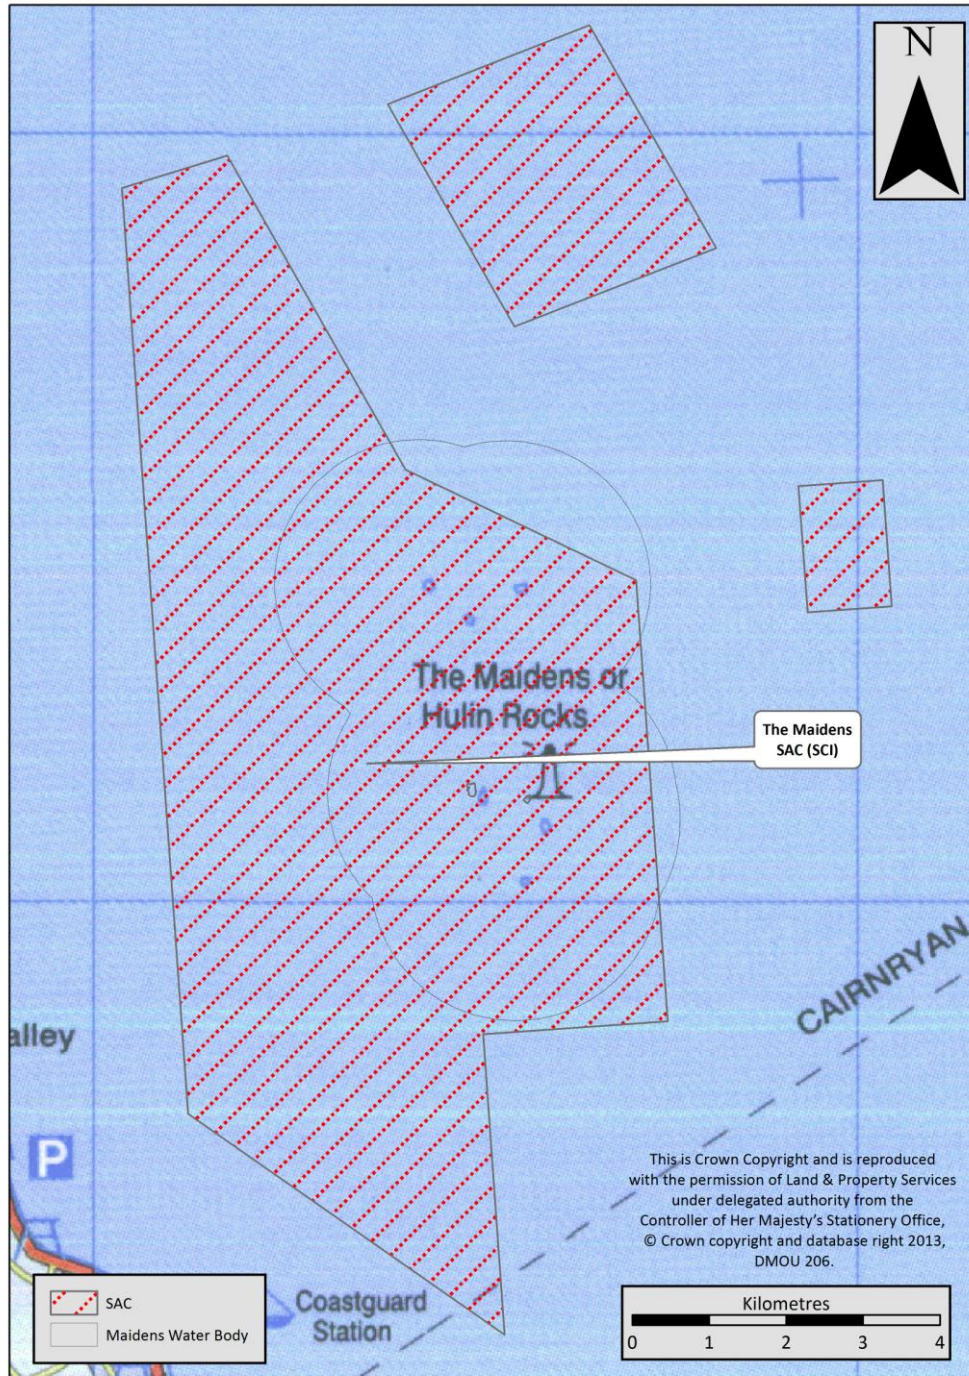 N
The Maidens or
Hulin Rocks
The Maidens
SAC (SCI)
CAIRNRYAN
alley
P
This is Crown Copyright and is reproduced
with the permission of Land & Property Services
under delegated authority from the
Controller of Her Majesty’s Stationery Office,
© Crown copyright and database right 2013,
DMOU 206.
SAC
Maidens Water Body
Coastguard
Station
Kilometres
0 1 2 3 4